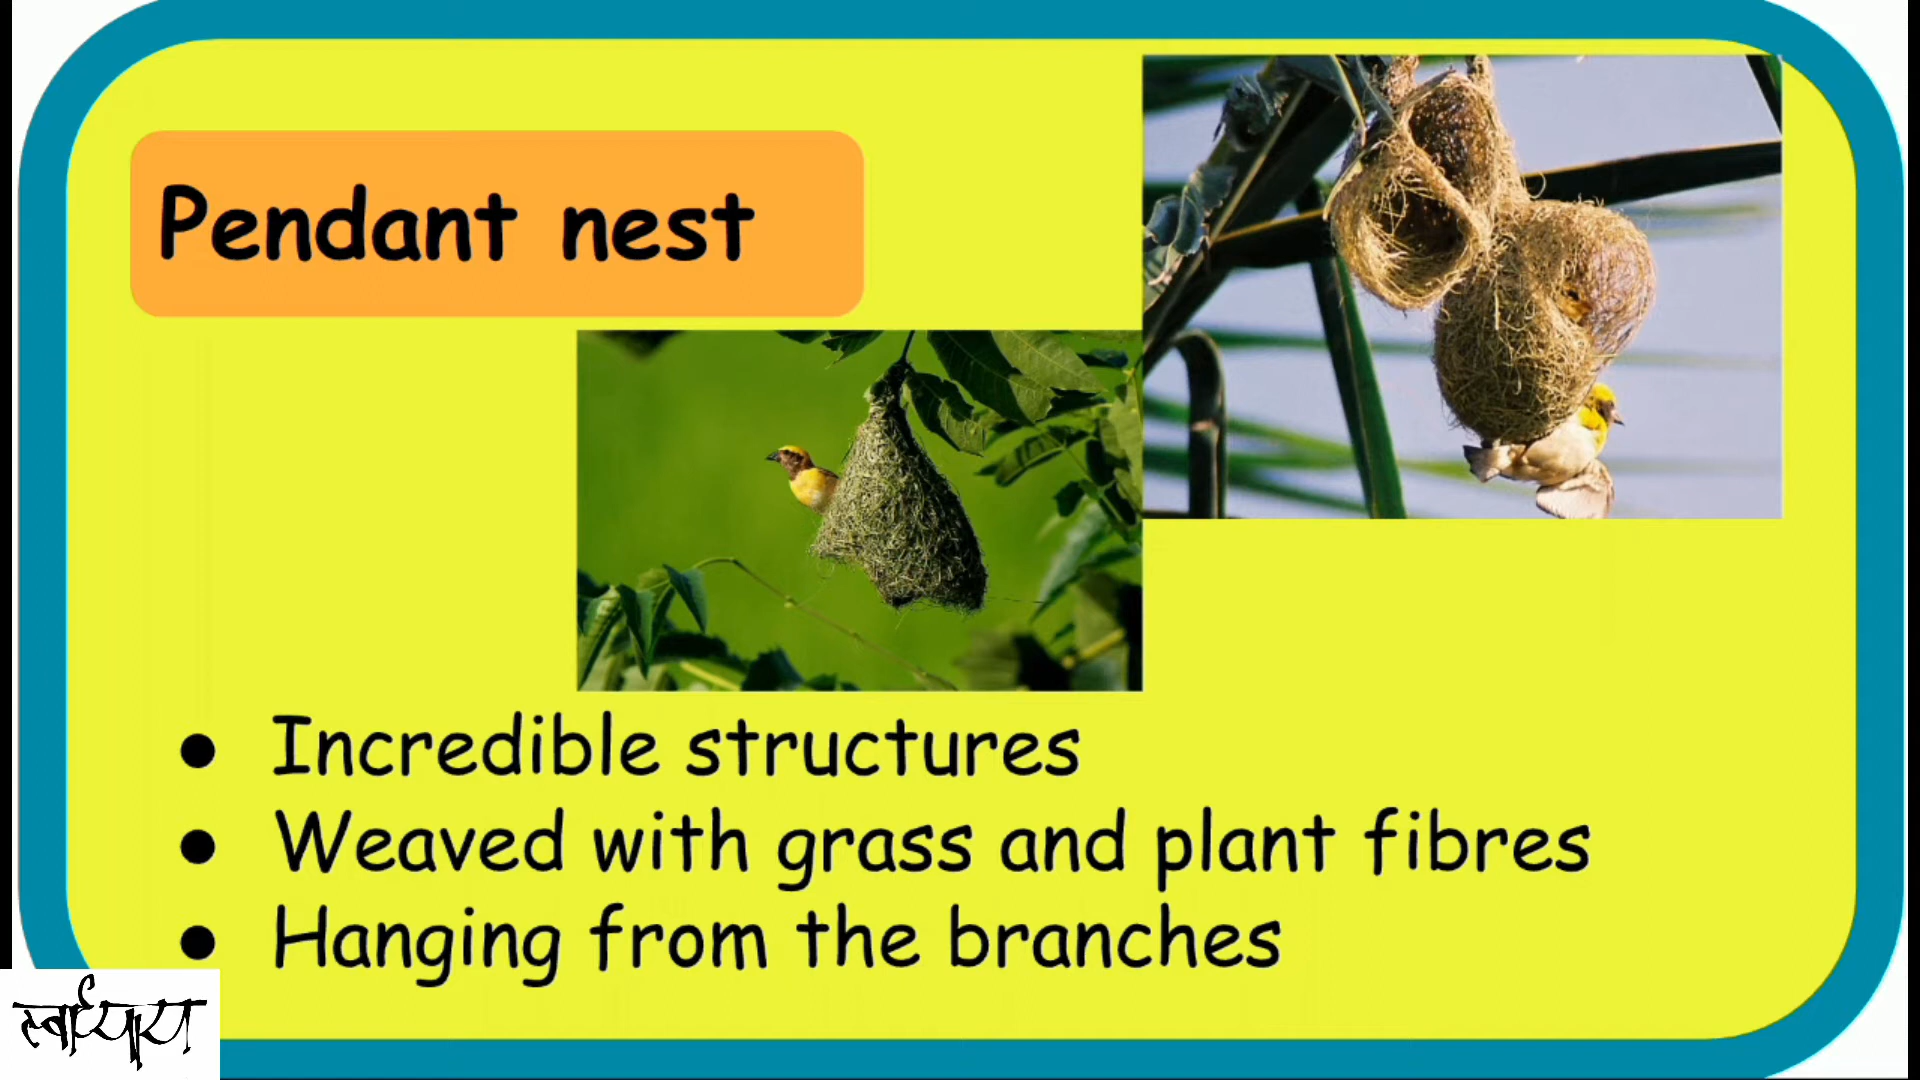 Pendant nest
● Incredible structures
● Weaved with grass and plant fibres
● Hanging from the branches
स्वाध्याय